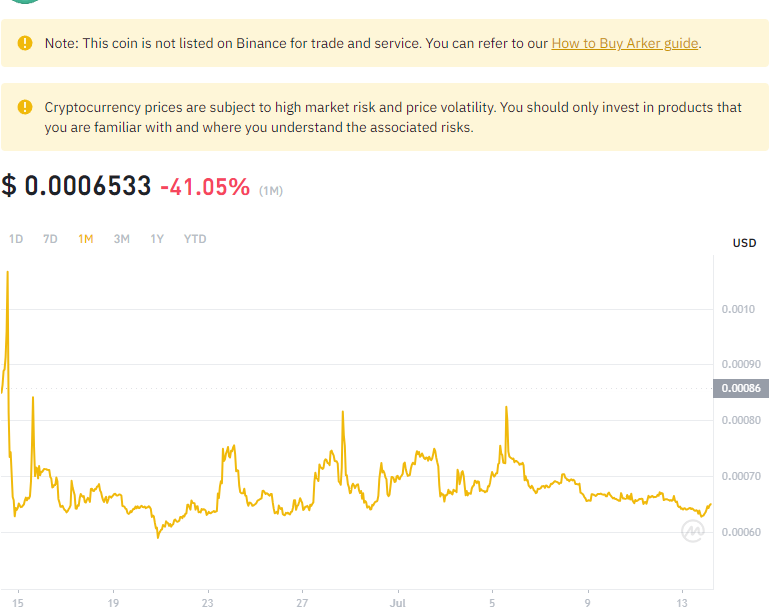 Note: This coin is not listed on Binance for trade and service. You can refer to our How to Buy Arker guide.
Cryptocurrency prices are subject to high market risk and price volatility. You should only invest in products that
you are familiar with and where you understand the associated risks.
$ 0.0006533 -41.05% (1M)
1D 7D 1M 3M 1Y YTD
USD
0.0010
0.00090
0.00086
0.00080
0.00070
0.00060
15 19 23 27 Jul 5 9 13